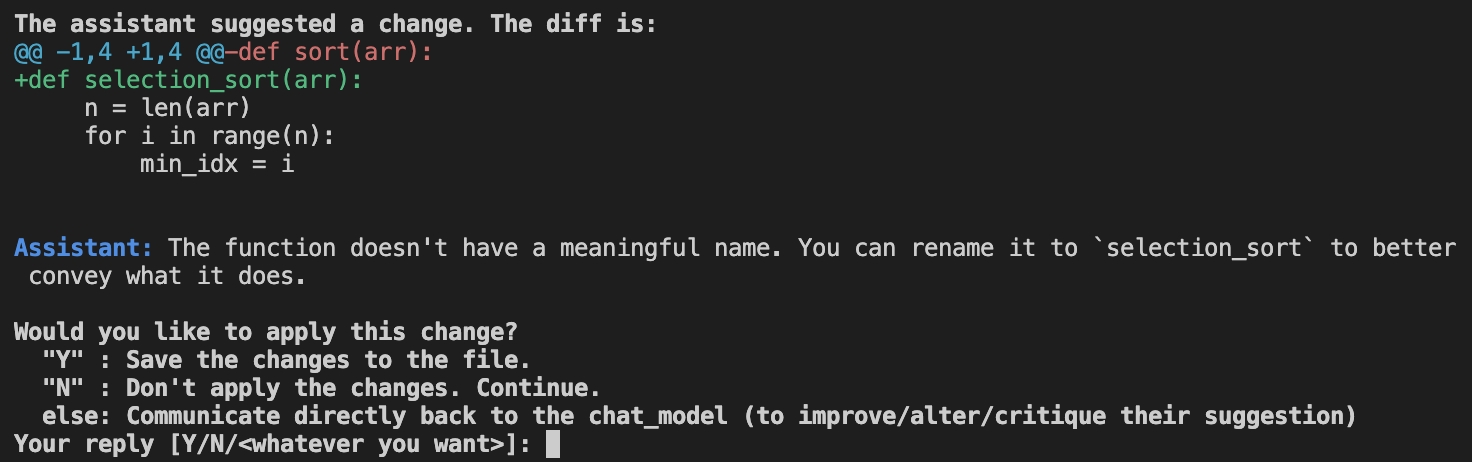 The assistant suggested a change. The diff is:
@@ -1,4 +1,4 @@-def sort(arr):
+def selection_sort(arr):
     n = len(arr)
     for i in range(n):
         min_idx = i
Assistant: The function doesn't have a meaningful name. You can rename it to `selection_sort` to better
 convey what it does.
Would you like to apply this change?
  "Y" : Save the changes to the file.
  "N" : Don't apply the changes. Continue.
  else: Communicate directly back to the chat_model (to improve/alter/critique their suggestion)
Your reply [Y/N/<whatever you want>]: